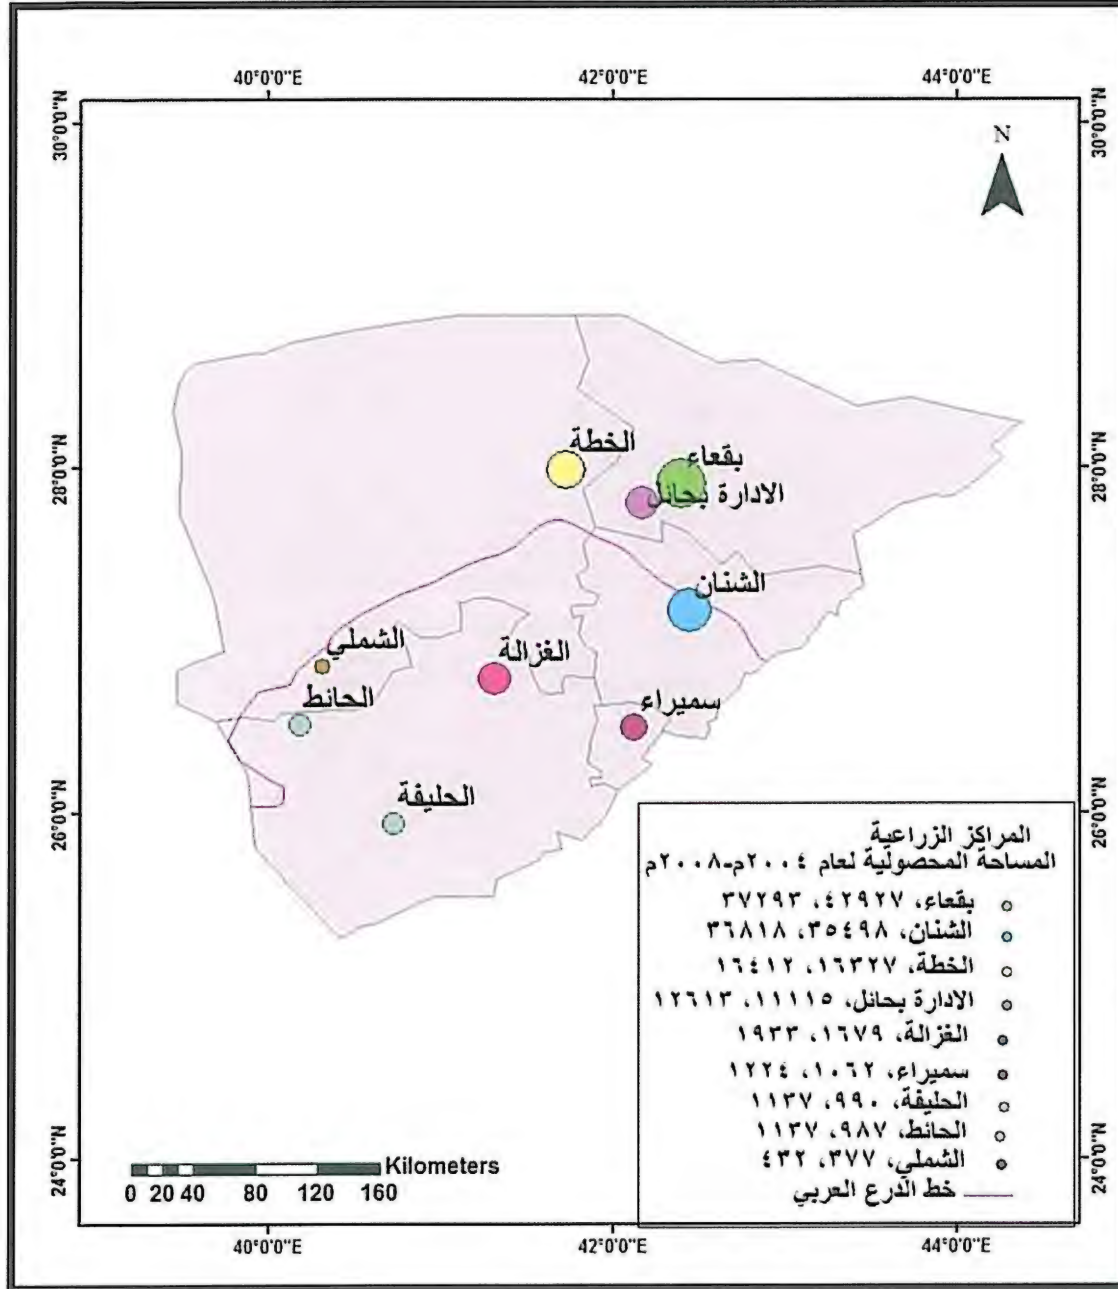 40°0'0"E 42°0'0"E 44°0'0"E
30°0'0"N 30°0'0"N
N
الخطة
بقعاء
28°0'0"N 28°0'0"N
الادارة بحائل
الشنان
الشملي
الغزالة
الحائط
سميراء
الحليفة
26°0'0"N 26°0'0"N
المراكز الزراعية
المساحة المحصولية لعام ٢٠٠٤م-٢٠٠٨م
بقعاء، ٤٢٩٢٧، ٣٧٢٩٣
الشنان، ٣٥٤٩٨، ٣٦٨١٨
الخطة، ١٦٣٢٧، ١٦٤١٢
الادارة بحائل، ١١١١٥، ١٢٦١٣
الغزالة، ١٦٧٩، ١٩٣٣
سميراء، ١٠٦٢، ١٢٢٤
الحليفة، ٩٩٠، ١١٣٧
الحائط، ٩٨٧، ١١٣٧
الشملي، ٣٧٧، ٤٣٢
خط الدرع العربي
24°0'0"N 24°0'0"N
Kilometers
0 20 40 80 120 160
40°0'0"E 42°0'0"E 44°0'0"E